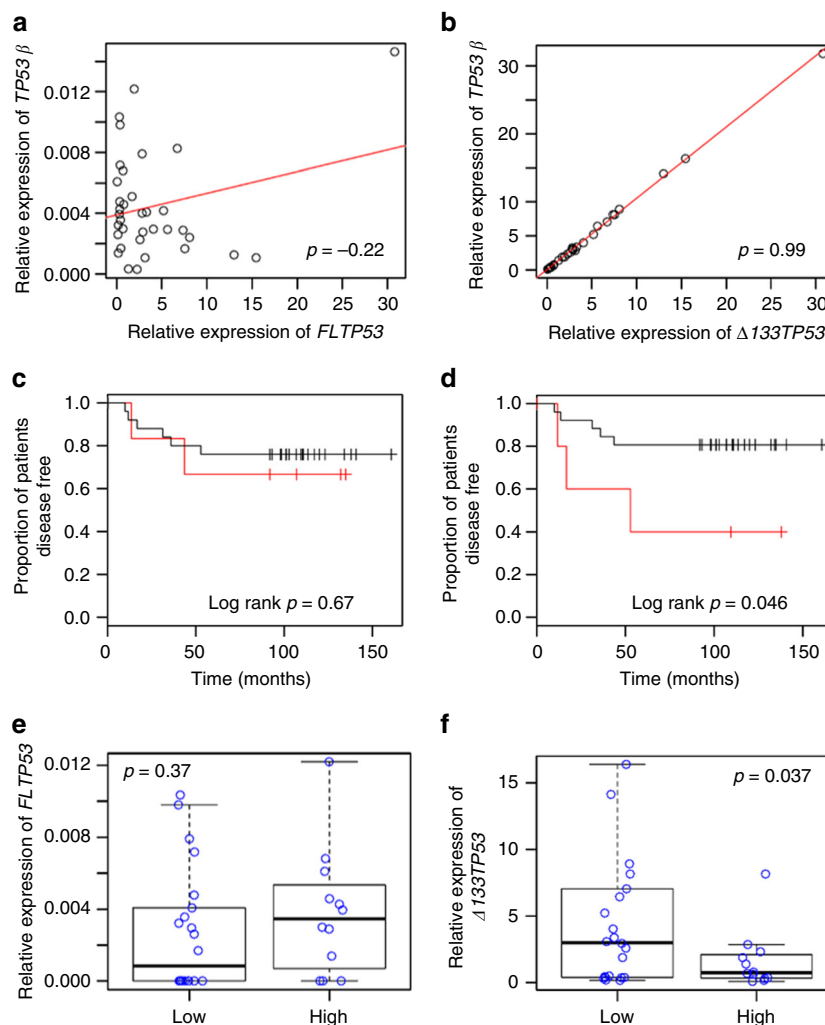 a
Relative expression of TP53 β
0.012
0.008
0.004
0.000
p = –0.22
0 5 10 15 20 25 30
Relative expression of FLTP53
b
Relative expression of TP53 β
30
20
10
5
0
p = 0.99
0 5 10 15 20 25 30
Relative expression of Δ133TP53
c
Proportion of patients
disease free
1.0
0.8
0.6
0.4
0.2
0.0
Log rank p = 0.67
0 50 100 150
Time (months)
d
Proportion of patients
disease free
1.0
0.8
0.6
0.4
0.2
0.0
Log rank p = 0.046
0 50 100 150
Time (months)
e
Relative expression of FLTP53
0.012
0.008
0.004
0.000
p = 0.37
Low High
f
Relative expression of
Δ133TP53
15
10
5
0
p = 0.037
Low High